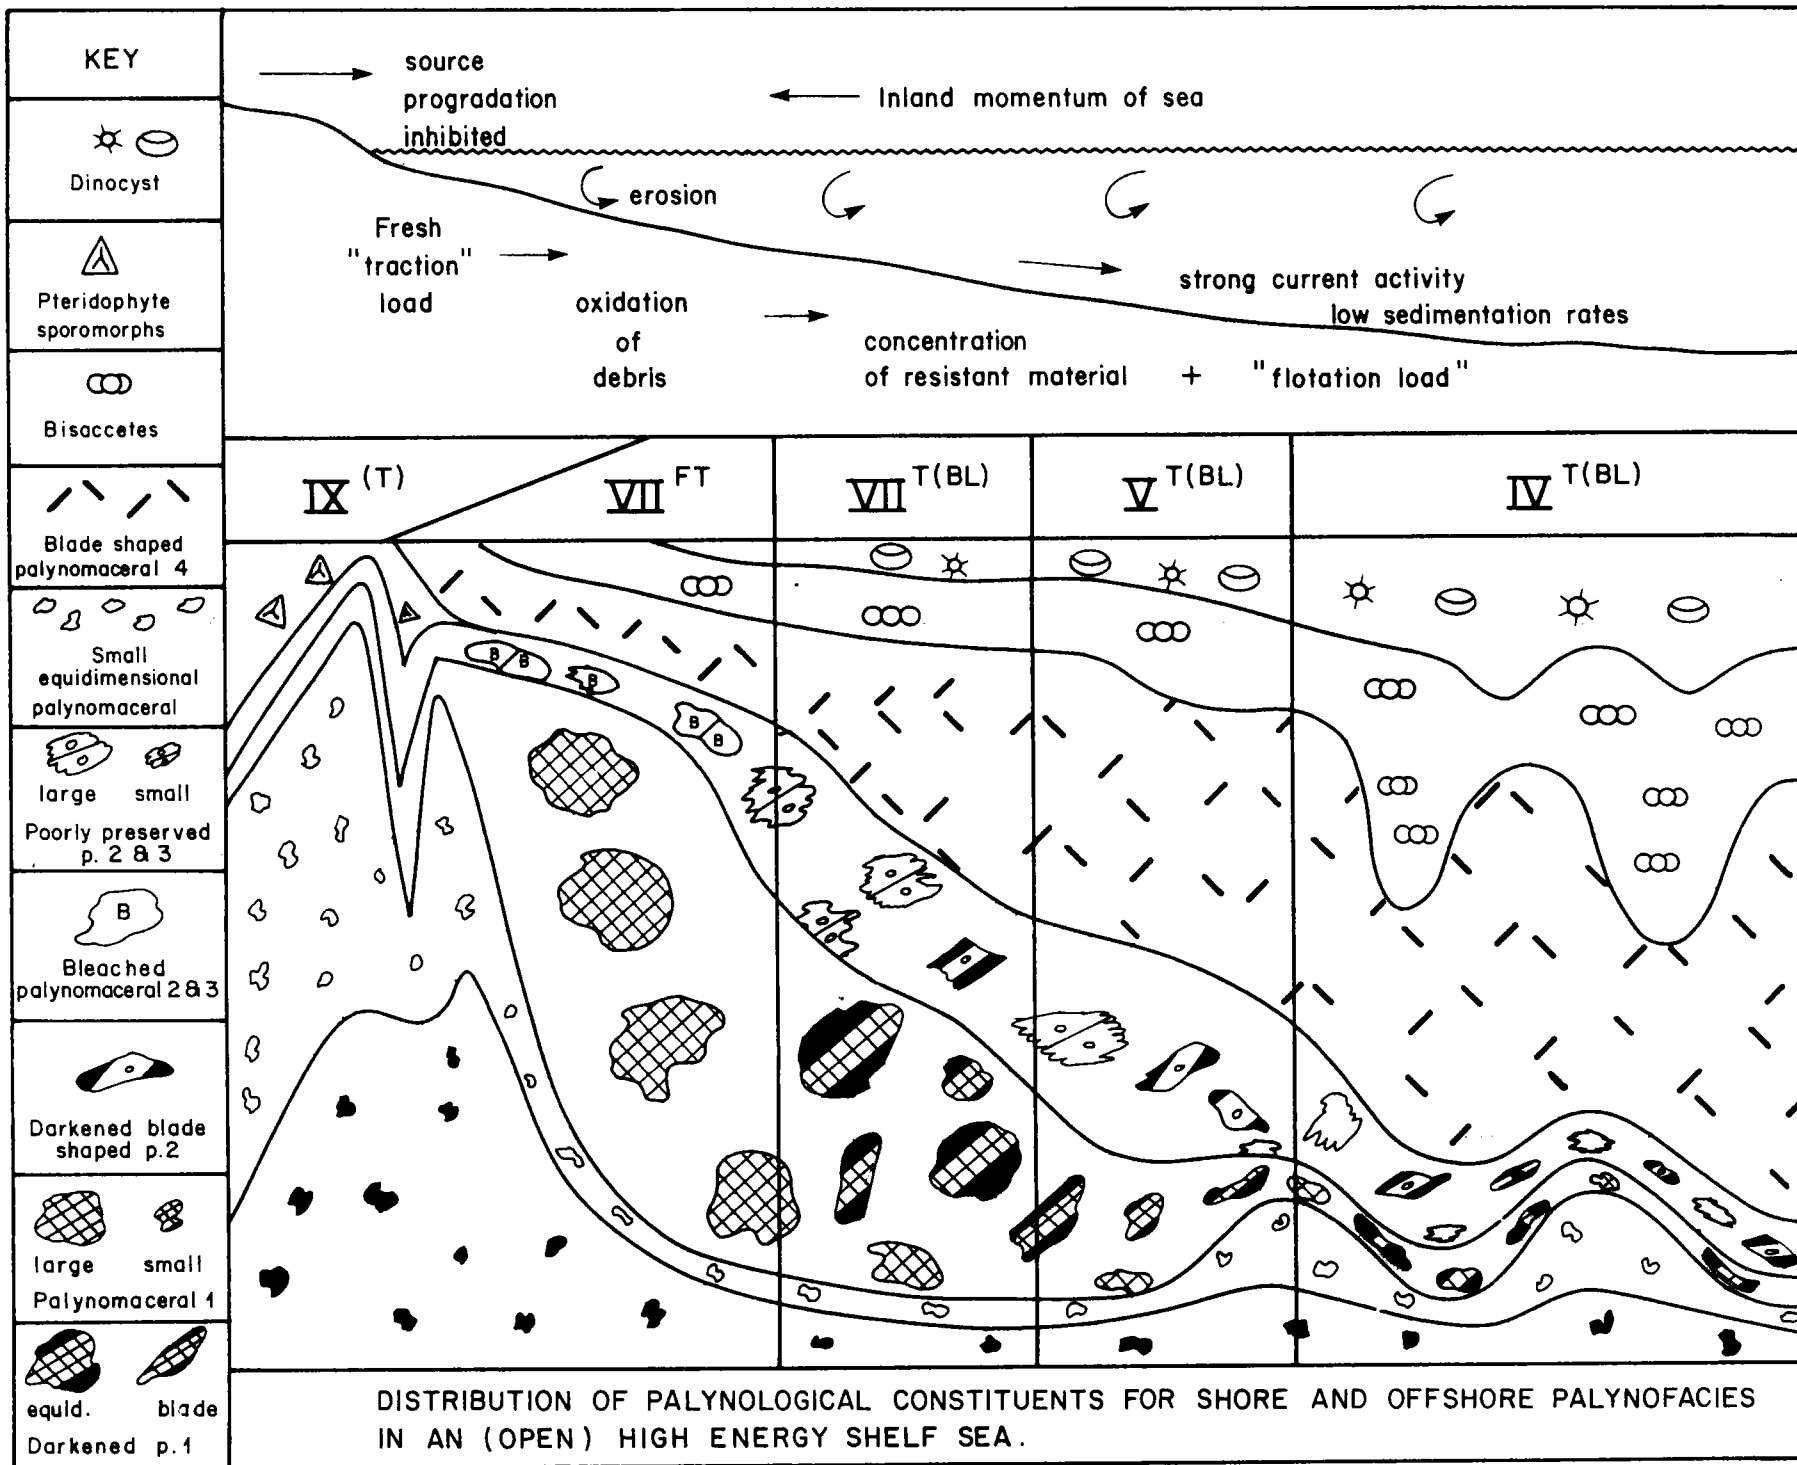 KEY
Dinocyst
Pteridophyte
sporomorphs
Bisaccetes
Blade shaped
palynomaceral 4
Small
equidimensional
palynomaceral
large small
Poorly preserved
p. 2 & 3
B
Bleached
palynomaceral 2 & 3
Darkened blade
shaped p. 2
large small
Palynomaceral 1
equid. blade
Darkened p. 1
source
progradation
inhibited
Inland momentum of sea
erosion
Fresh
"traction"
load
oxidation
of
debris
strong current activity
low sedimentation rates
concentration
of resistant material + "flotation load"
IX (T)
VII FT
VII T(BL)
V T(BL)
IV T(BL)
B B
B
B
B
DISTRIBUTION OF PALYNOLOGICAL CONSTITUENTS FOR SHORE AND OFFSHORE PALYNOFACIES
IN AN (OPEN) HIGH ENERGY SHELF SEA.